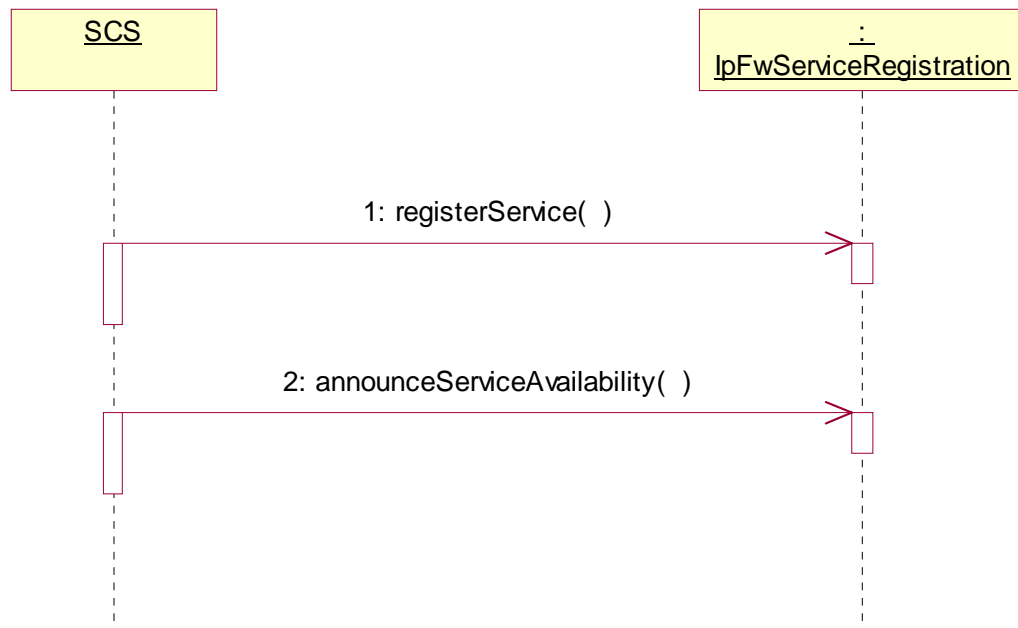 SCS
:
IpFwServiceRegistration
1: registerService( )
2: announceServiceAvailability( )